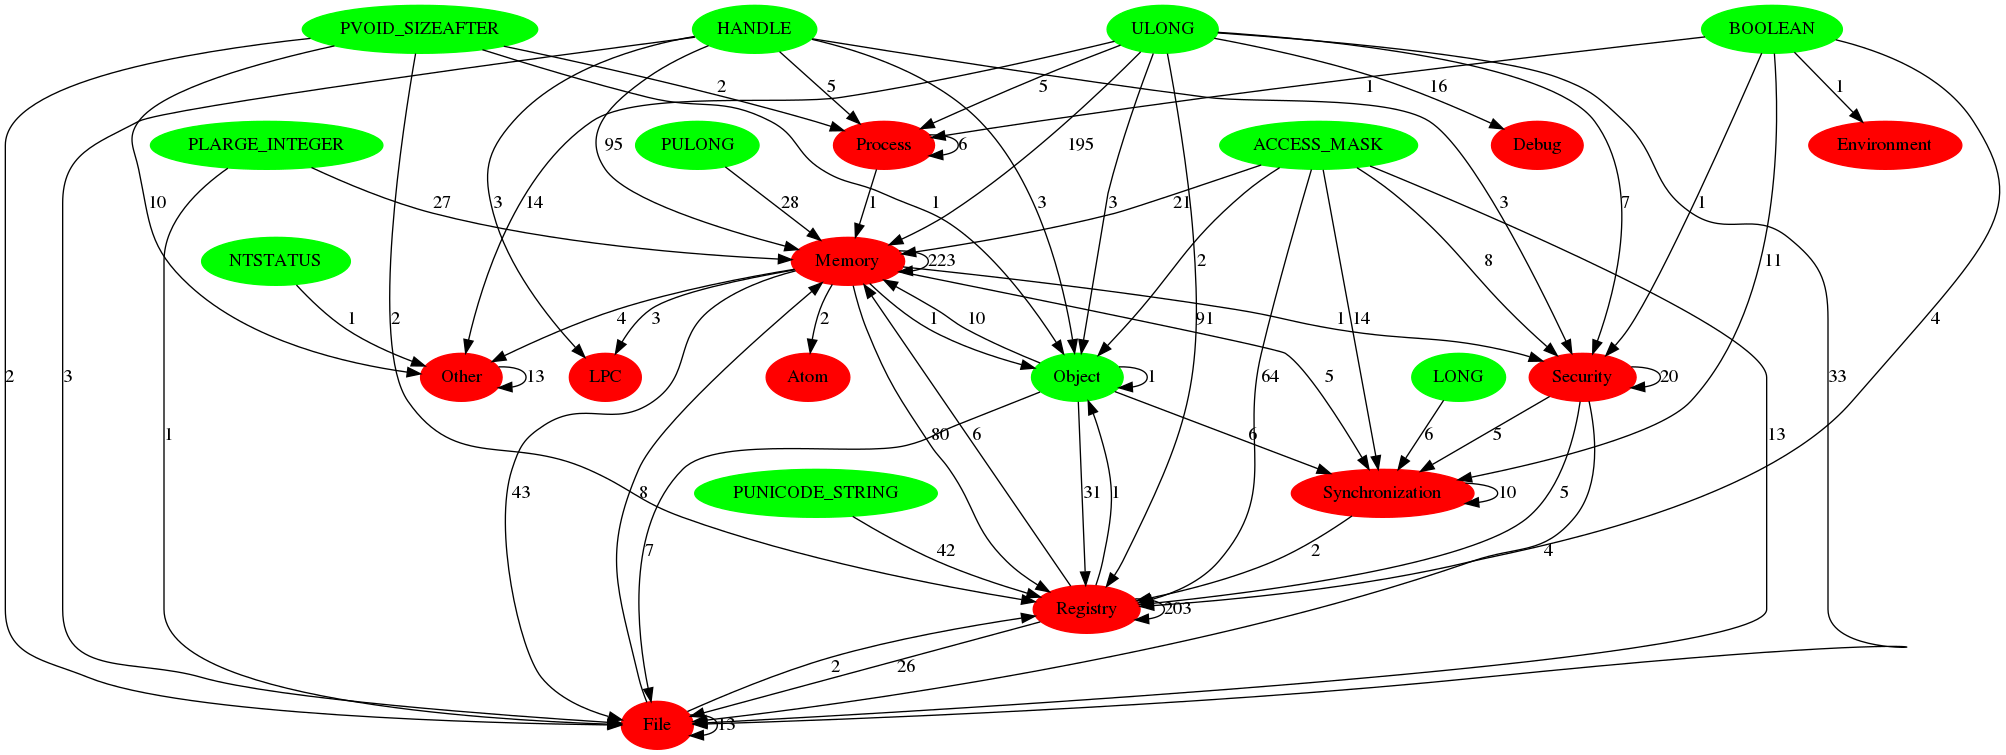 PVOID_SIZEAFTER HANDLE ULONG BOOLEAN
2 5 5 16 1 1
PLARGE_INTEGER PULONG Process 6 ACCESS_MASK Debug Environment
10 14 3 95 27 28 1 1 3 3 195 2 21 8 3 7 1 11
NTSTATUS Memory 223
1 2 4 3 2 1 10 91 14 1 4
Other 13 LPC Atom Object 1 64 5 LONG Security 20
2 3 1 80 6 6 6 5 13 33
43 8 PUNICODE_STRING 31 1 Synchronization 10 5
7 42 2 4
Registry 203
2 26
File 13